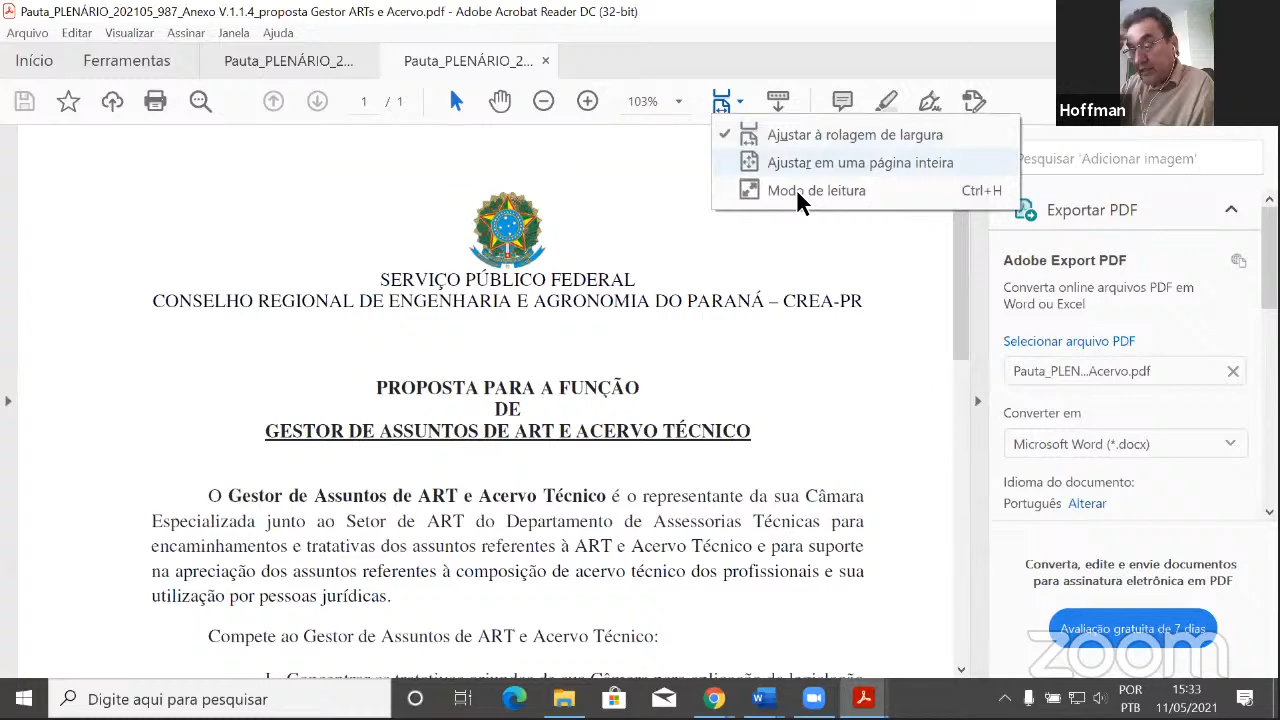 Pauta_PLENÁRIO_202105_987_Anexo V.1.1.4_proposta Gestor ARTs e Acervo.pdf - Adobe Acrobat Reader DC (32-bit)
Arquivo Editar Visualizar Assinar Janela Ajuda
Início Ferramentas Pauta_PLENÁRIO_2... Pauta_PLENÁRIO_2... ×
1 / 1 103%
Hoffman
Ajustar à rolagem de largura
Ajustar em uma página inteira
Modo de leitura Ctrl+H
Pesquisar 'Adicionar imagem'
Exportar PDF
Adobe Export PDF
Converta online arquivos PDF em
Word ou Excel
Selecionar arquivo PDF
Pauta_PLEN...Acervo.pdf
Converter em
Microsoft Word (*.docx)
Idioma do documento:
Português Alterar
Converta, edite e envie documentos
para assinatura eletrônica em PDF
Avaliação gratuita de 7 dias
zoom
SERVIÇO PÚBLICO FEDERAL
CONSELHO REGIONAL DE ENGENHARIA E AGRONOMIA DO PARANÁ – CREA-PR
PROPOSTA PARA A FUNÇÃO
DE
GESTOR DE ASSUNTOS DE ART E ACERVO TÉCNICO
O Gestor de Assuntos de ART e Acervo Técnico é o representante da sua Câmara
Especializada junto ao Setor de ART do Departamento de Assessorias Técnicas para
encaminhamentos e tratativas dos assuntos referentes à ART e Acervo Técnico e para suporte
na apreciação dos assuntos referentes à composição de acervo técnico dos profissionais e sua
utilização por pessoas jurídicas.
Compete ao Gestor de Assuntos de ART e Acervo Técnico:
Digite aqui para pesquisar
POR
PTB
15:33
11/05/2021